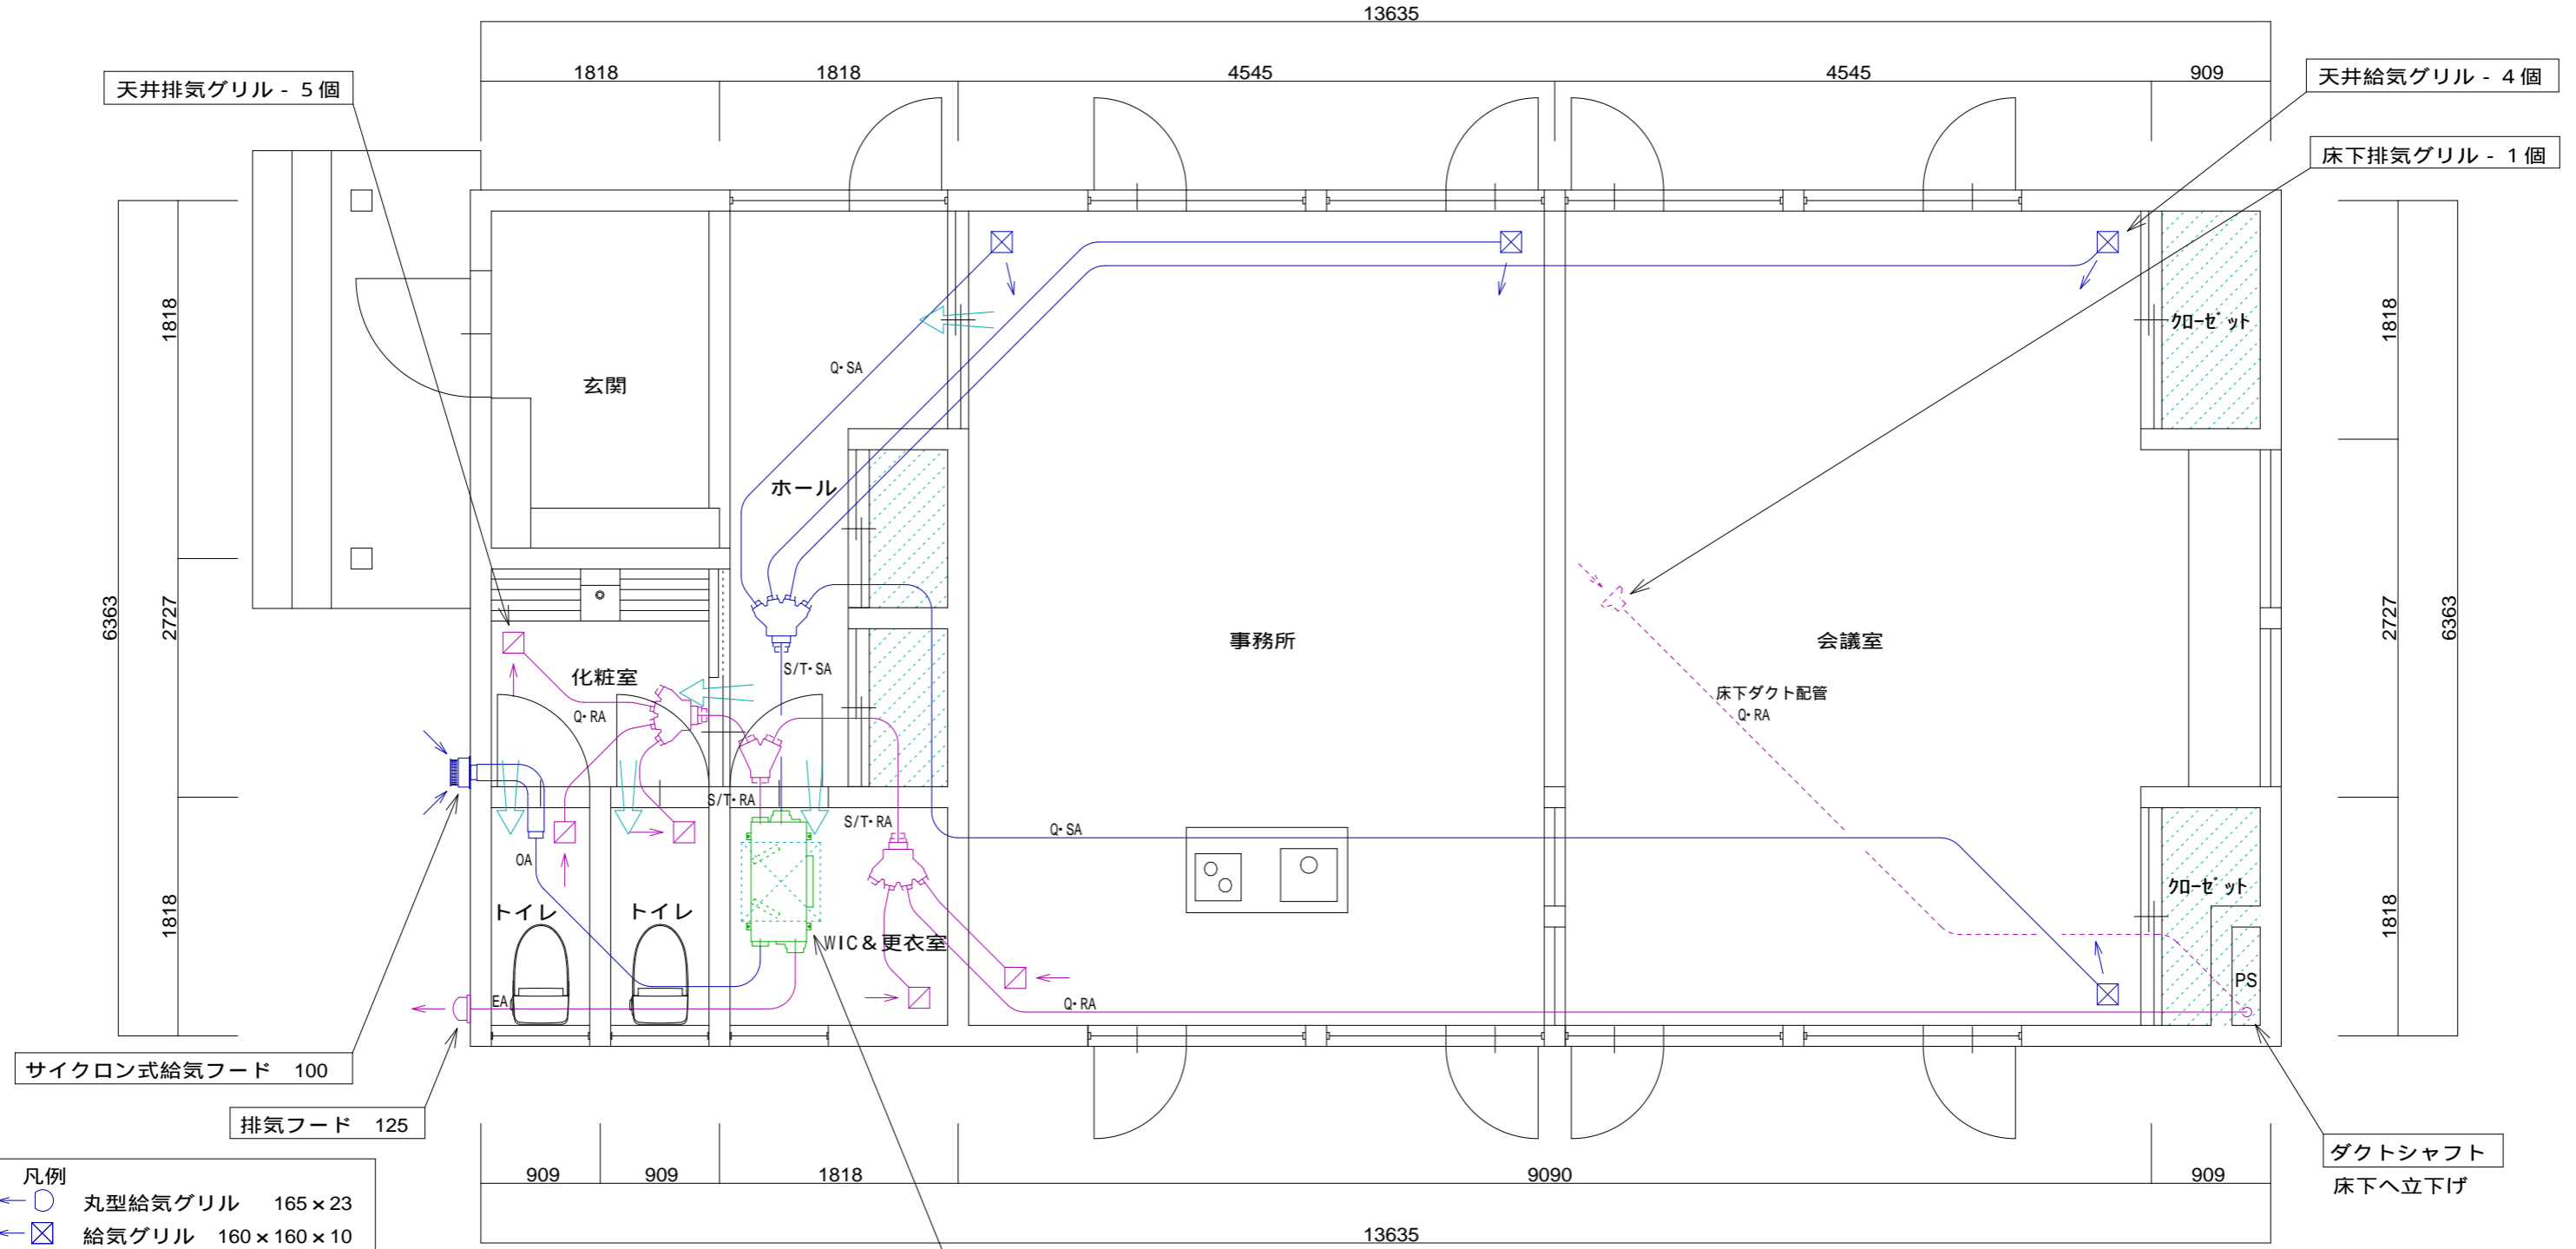 13635
1818
1818
4545
4545
909
天井排気グリル - 5個
天井給気グリル - 4個
床下排気グリル - 1個
1818
2727
1818
6363
1818
2727
1818
6363
玄関
Q・SA
クローゼット
ホール
事務所
会議室
化粧室
S/T・SA
Q・RA
床下ダクト配管
Q・RA
S/T・RA
S/T・RA
Q・SA
OA
トイレ
トイレ
WIC&更衣室
クローゼット
PS
EA
Q・RA
サイクロン式給気フード 100
排気フード 125
ダクトシャフト
床下へ立下げ
凡例
丸型給気グリル 165×23
給気グリル 160×160×10
909
909
1818
9090
909
13635